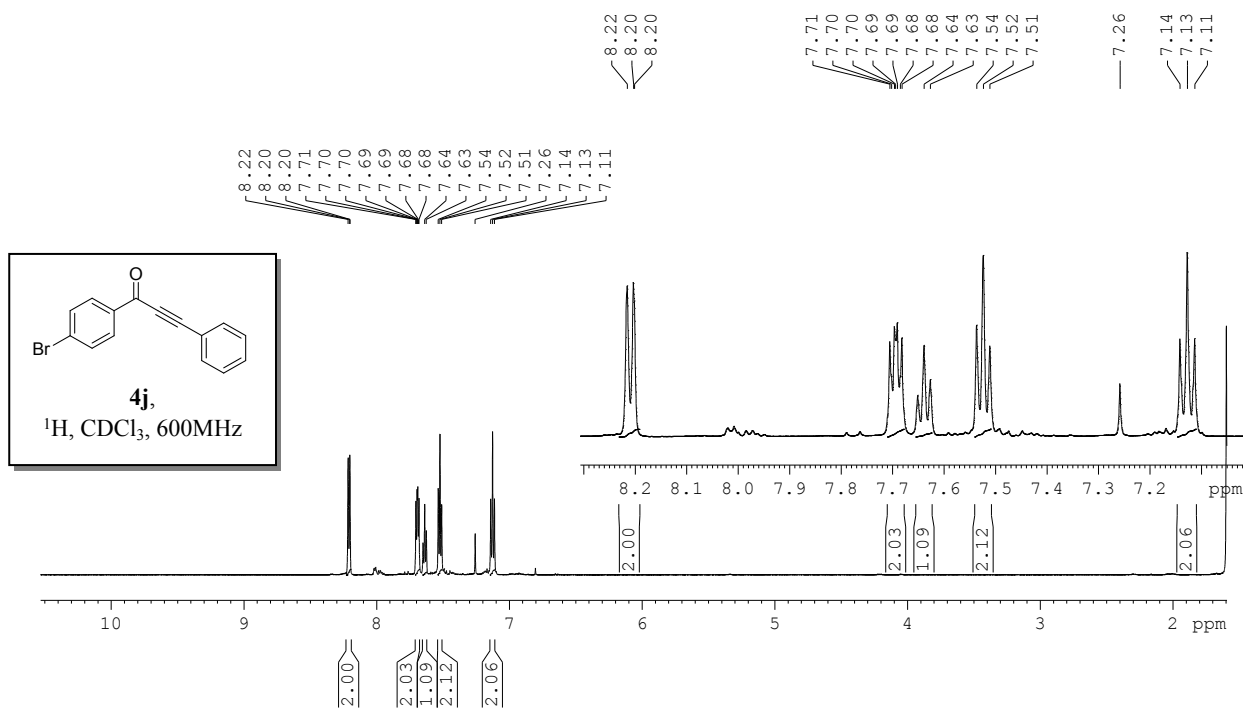 8.22 8.20 8.20 7.71 7.70 7.70 7.69 7.69 7.68 7.68 7.64 7.63 7.54 7.52 7.51 7.26 7.14 7.13 7.11
8.22 8.20 8.20 7.71 7.70 7.70 7.69 7.69 7.68 7.68 7.64 7.63 7.54 7.52 7.51 7.26 7.14 7.13 7.11
O
Br
4j,
¹H, CDCl₃, 600MHz
8.2 8.1 8.0 7.9 7.8 7.7 7.6 7.5 7.4 7.3 7.2 ppm
2.00 2.03 1.09 2.12 2.06
10 9 8 7 6 5 4 3 2 ppm
2.00 2.03 1.09 2.12 2.06